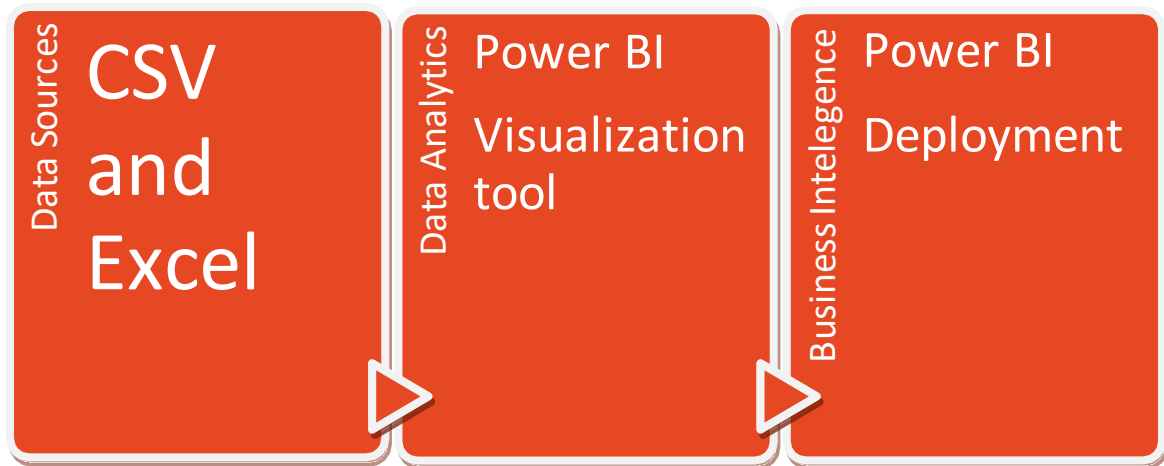 Data Sources
CSV
and
Excel
Data Analytics
Power BI
Visualization
tool
Business Intelegence
Power BI
Deployment